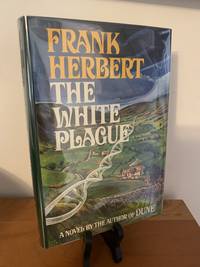 FRANK
HERBERT
THE
WHITE
PLAGUE
A NOVEL BY THE AUTHOR OF DUNE